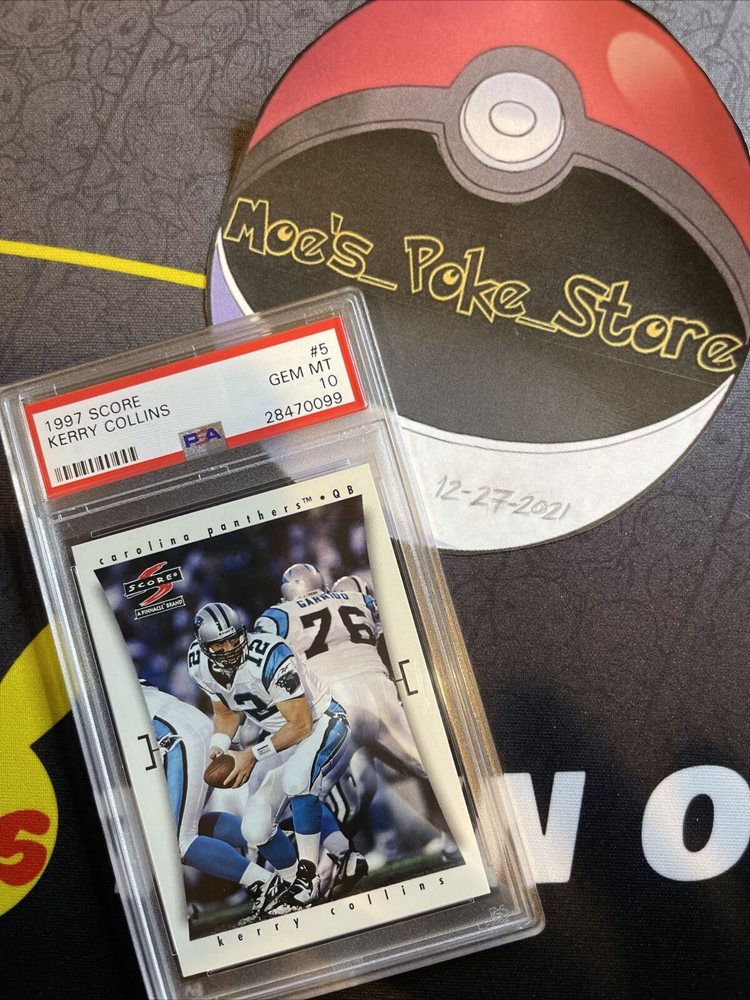 Moe's_Poke_Store
12-27-2021
1997 SCORE #5
KERRY COLLINS GEM MT
10
28470099
PSA
carolina panthers™ • QB
SCORE®
A PINNACLE BRAND
GARRIDO
76
12
12
kerry collins
S
WO